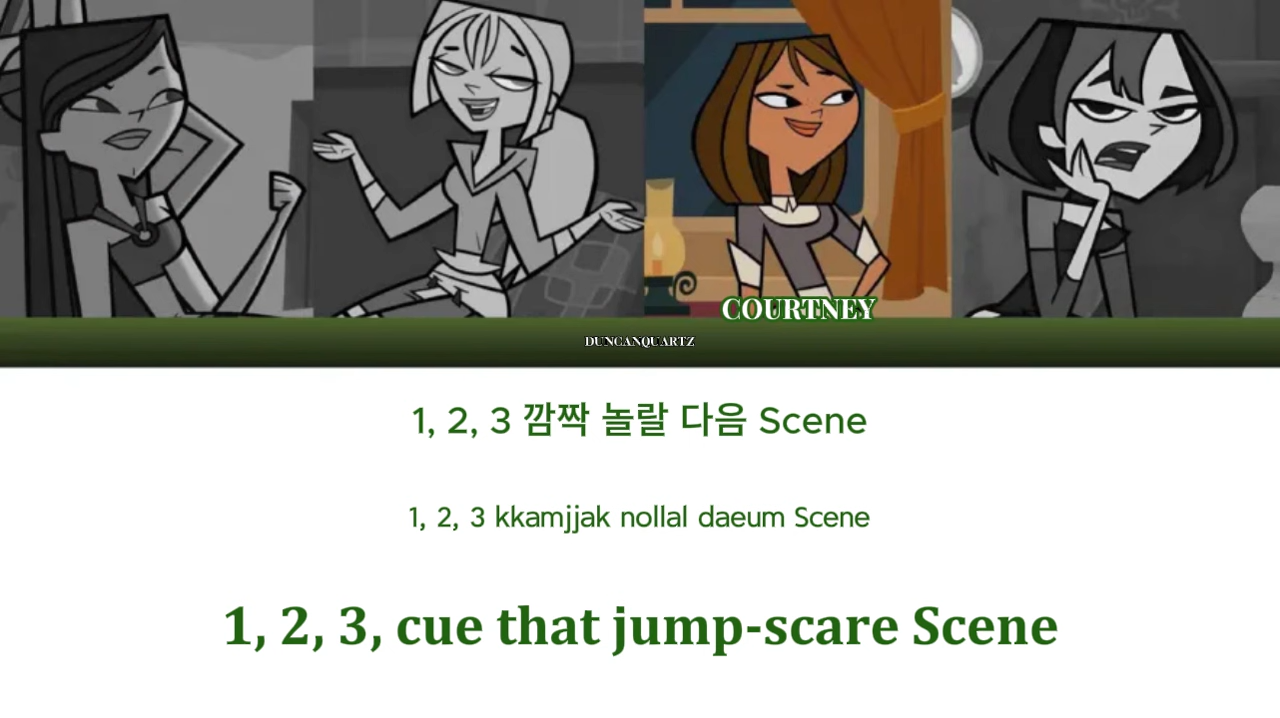 COURTNEY
DUNCANQUARTZ
1, 2, 3 깜짝 놀랄 다음 Scene
1, 2, 3 kkamjjak nollal daeum Scene
1, 2, 3, cue that jump-scare Scene